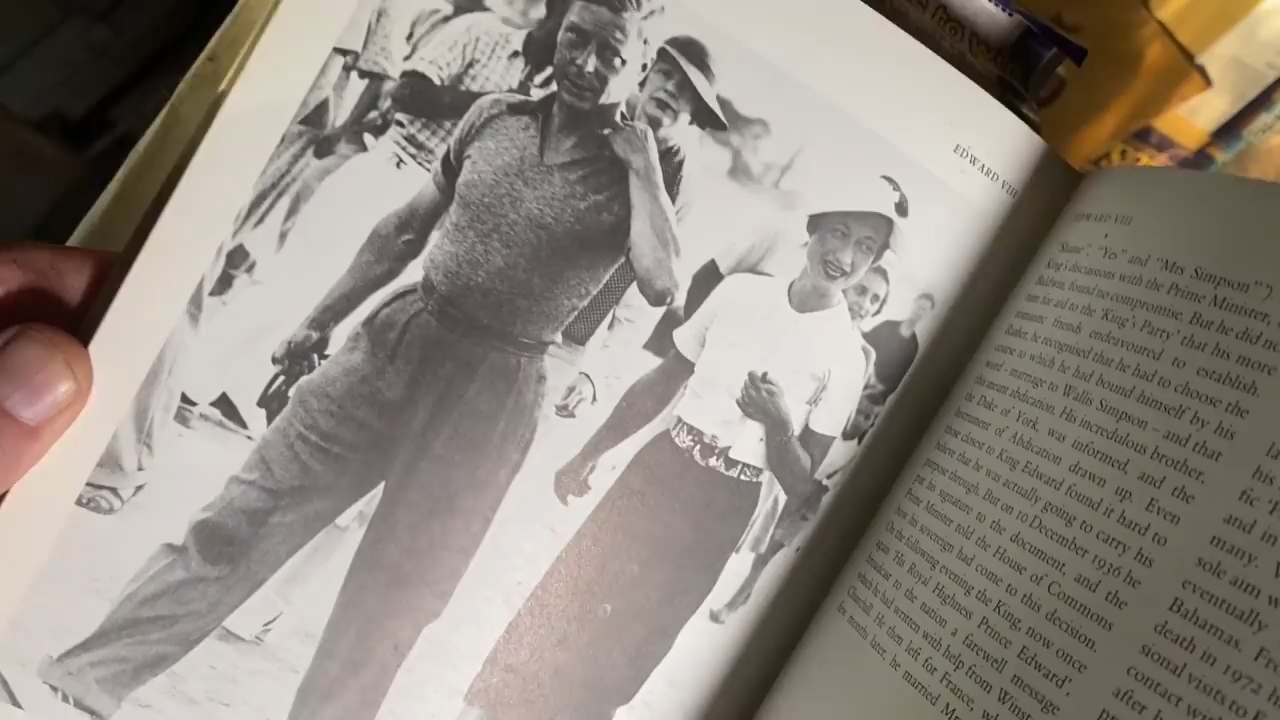 EDWARD VIII
EDWARD VIII
'Shane". "Yo" and "Mrs Simpson"')
King's discussions with the Prime Minister,
Baldwin, found no compromise. But he did
turn for aid to the 'King's Party' that his more
romantic friends endeavoured to establish.
Rather, he recognised that he had to choose the
course to which he had bound himself by his
word – marriage to Wallis Simpson – and that
this meant abdication. His incredulous brother,
the Duke of York, was informed, and the
Instrument of Abdication drawn up. Even
those closest to King Edward found it hard to
believe that he was actually going to carry his
purpose through. But on 10 December 1936 he
put his signature to the document, and the
Prime Minister told the House of Commons
how his sovereign had come to this decision.
On the following evening the King, now once
again 'His Royal Highness Prince Edward',
broadcast to the nation a farewell message
which he had written with help from Winst
Churchill. He then left for France, wh
few months later, he married Mrs
la
his
fic 'P
and in
many. W
sole aim w
eventually
Bahamas. Fro
death in 1972 h
sional visits to
contact wi
after